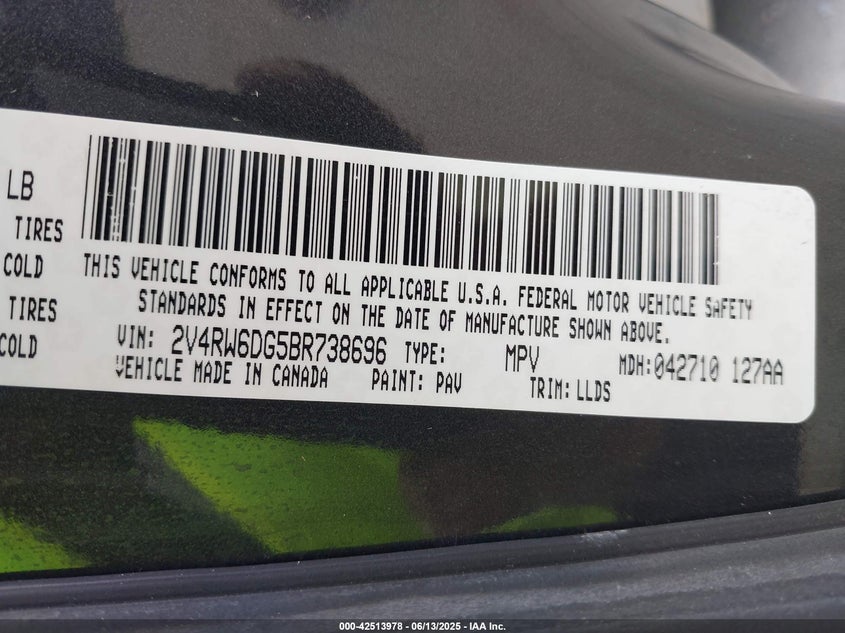 LB
TIRES
COLD
TIRES
COLD
THIS VEHICLE CONFORMS TO ALL APPLICABLE U.S.A. FEDERAL MOTOR VEHICLE SAFETY
STANDARDS IN EFFECT ON THE DATE OF MANUFACTURE SHOWN ABOVE.
VIN: 2V4RW6DG5BR738696 TYPE: MPV MDH:042710 127AA
VEHICLE MADE IN CANADA PAINT: PAV TRIM: LLDS
000-42513978 - 06/13/2025 - IAA Inc.